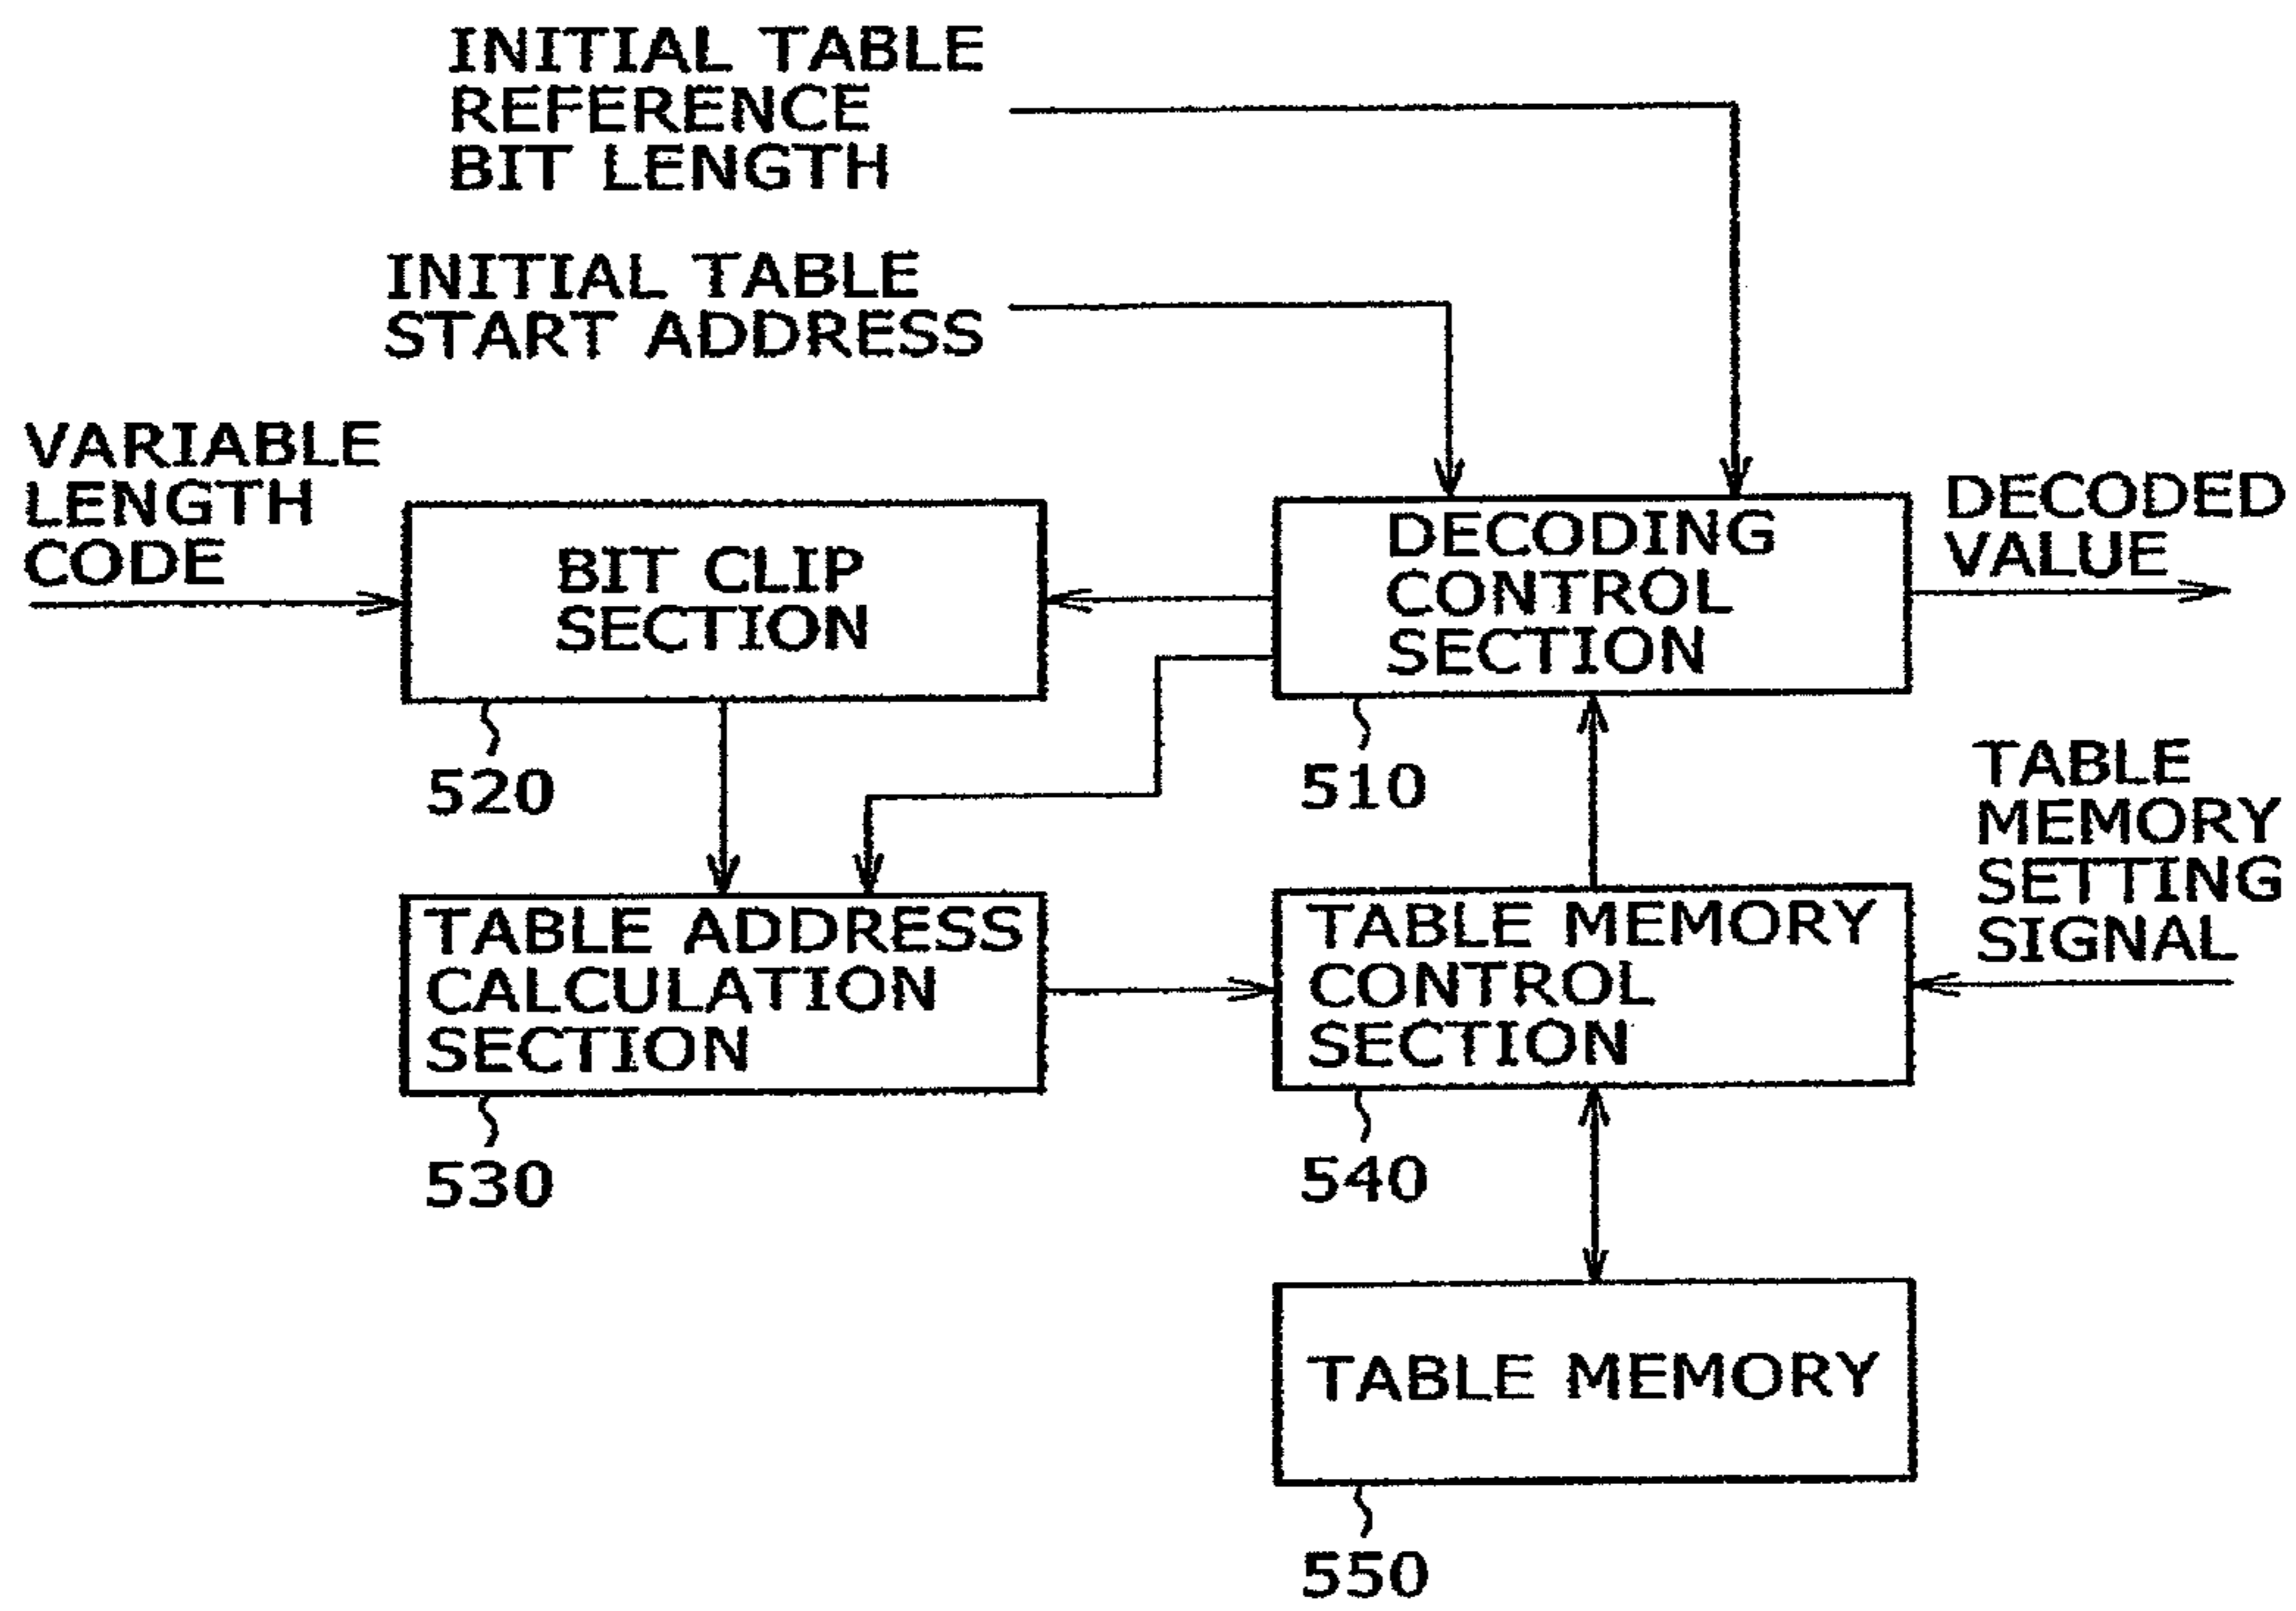 INITIAL TABLE
REFERENCE
BIT LENGTH
INITIAL TABLE
START ADDRESS
VARIABLE
LENGTH
CODE
BIT CLIP
SECTION
520
DECODING
CONTROL
SECTION
510
DECODED
VALUE
TABLE
MEMORY
SETTING
SIGNAL
TABLE ADDRESS
CALCULATION
SECTION
530
TABLE MEMORY
CONTROL
SECTION
540
TABLE MEMORY
550